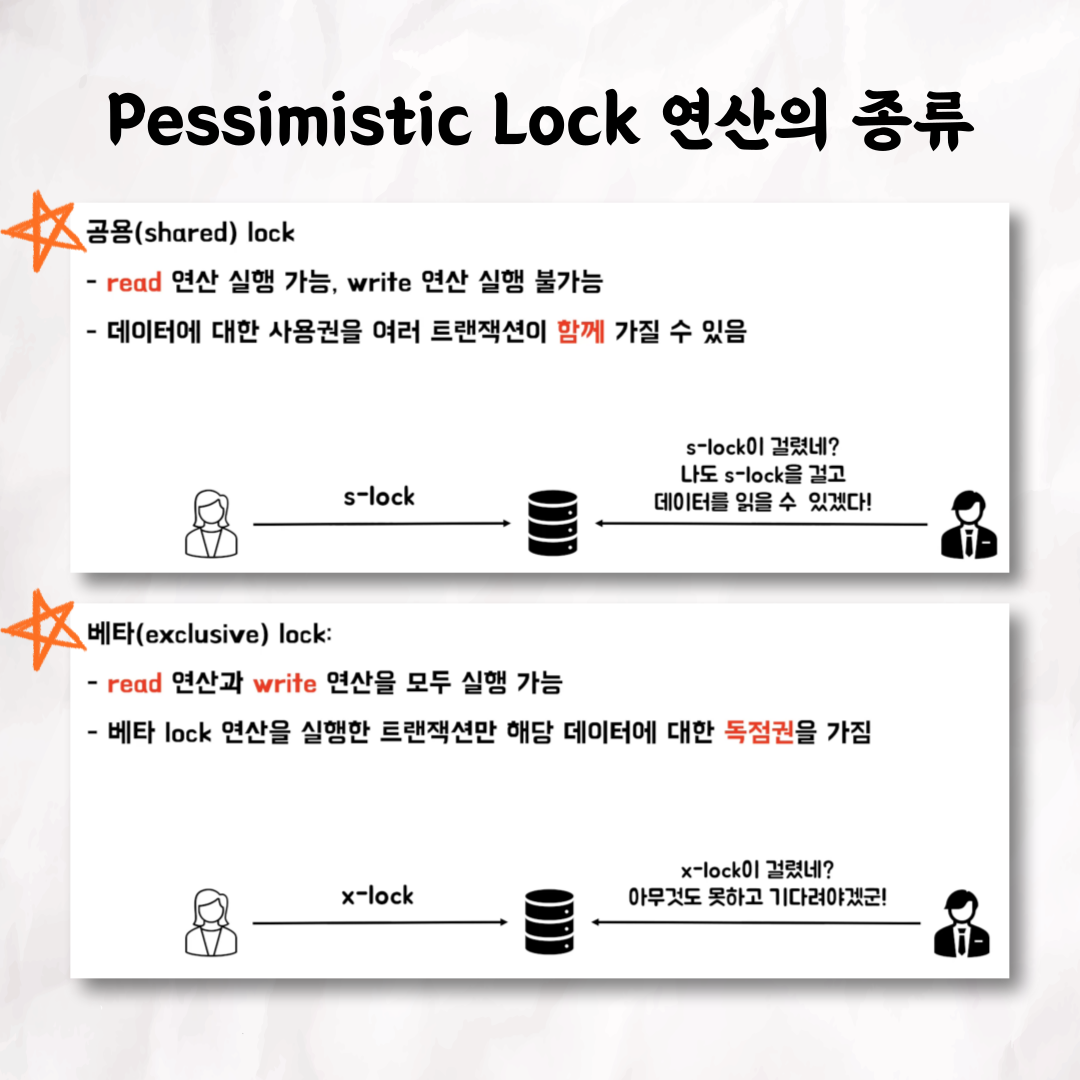 Pessimistic Lock 연산의 종류
공용(shared) lock
- read 연산 실행 가능, write 연산 실행 불가능
- 데이터에 대한 사용권을 여러 트랜잭션이 함께 가질 수 있음
s-lock이 걸렸네?
나도 s-lock을 걸고
데이터를 읽을 수 있겠다!
s-lock
베타(exclusive) lock:
- read 연산과 write 연산을 모두 실행 가능
- 베타 lock 연산을 실행한 트랜잭션만 해당 데이터에 대한 독점권을 가짐
x-lock이 걸렸네?
아무것도 못하고 기다려야겠군!
x-lock